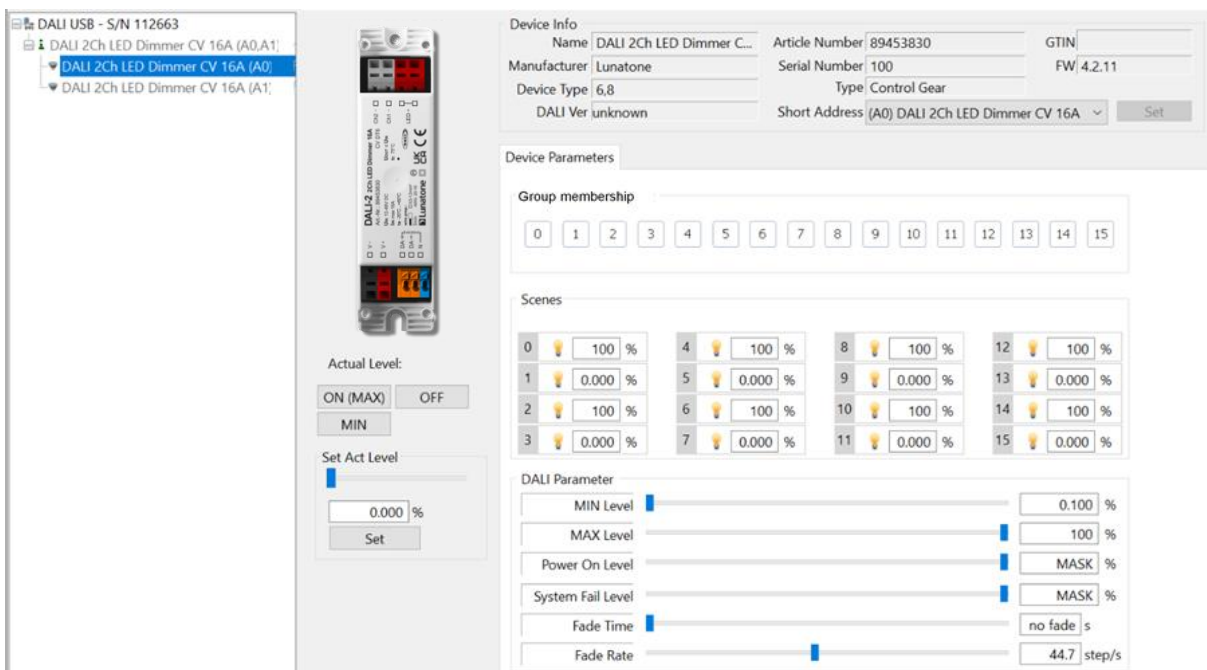 DALI USB - S/N 112663
DALI 2Ch LED Dimmer CV 16A (A0,A1)
DALI 2Ch LED Dimmer CV 16A (A0)
DALI 2Ch LED Dimmer CV 16A (A1)
DALI-2 2Ch LED Dimmer 16A
Lunatone
Actual Level:
ON (MAX) OFF
MIN
Set Act Level
0.000 %
Set
Device Info
Name DALI 2Ch LED Dimmer C... Article Number 89453830 GTIN
Manufacturer Lunatone Serial Number 100 FW 4.2.11
Device Type 6,8 Type Control Gear
DALI Ver unknown Short Address (A0) DALI 2Ch LED Dimmer CV 16A Set
Device Parameters
Group membership
0 1 2 3 4 5 6 7 8 9 10 11 12 13 14 15
Scenes
0 100 % 4 100 % 8 100 % 12 100 %
1 0.000 % 5 0.000 % 9 0.000 % 13 0.000 %
2 100 % 6 100 % 10 100 % 14 100 %
3 0.000 % 7 0.000 % 11 0.000 % 15 0.000 %
DALI Parameter
MIN Level 0.100 %
MAX Level 100 %
Power On Level MASK %
System Fail Level MASK %
Fade Time no fade s
Fade Rate 44.7 step/s